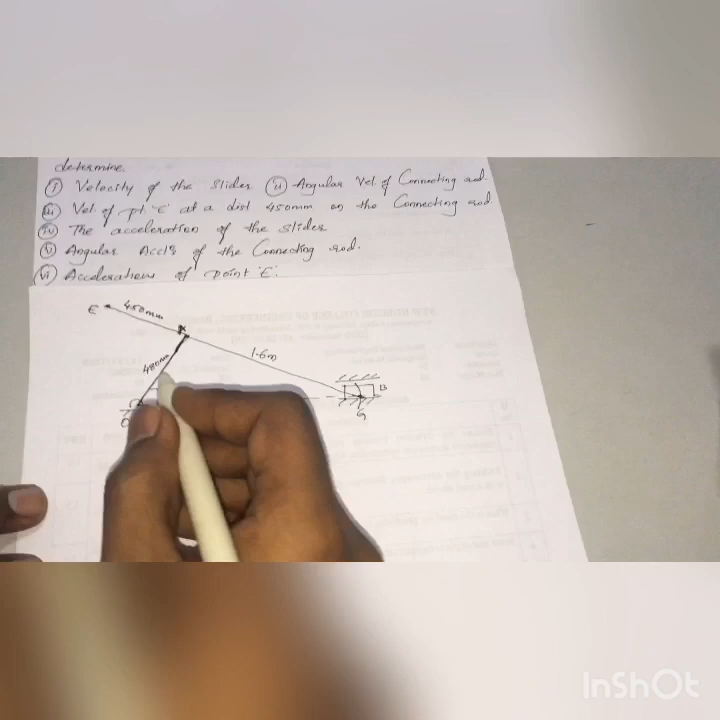 determine
(i) Velocity of the slider (ii) Angular Vel. of Connecting rod.
(iii) Vel. of pt. 'E' at a dist 450mm on the Connecting rod
(iv) The acceleration of the slider
(v) Angular Accl'n of the Connecting rod.
(vi) Acceleration of point 'E'.
E 450mm
A
480mm 1.6m
B
G
O
InShOt